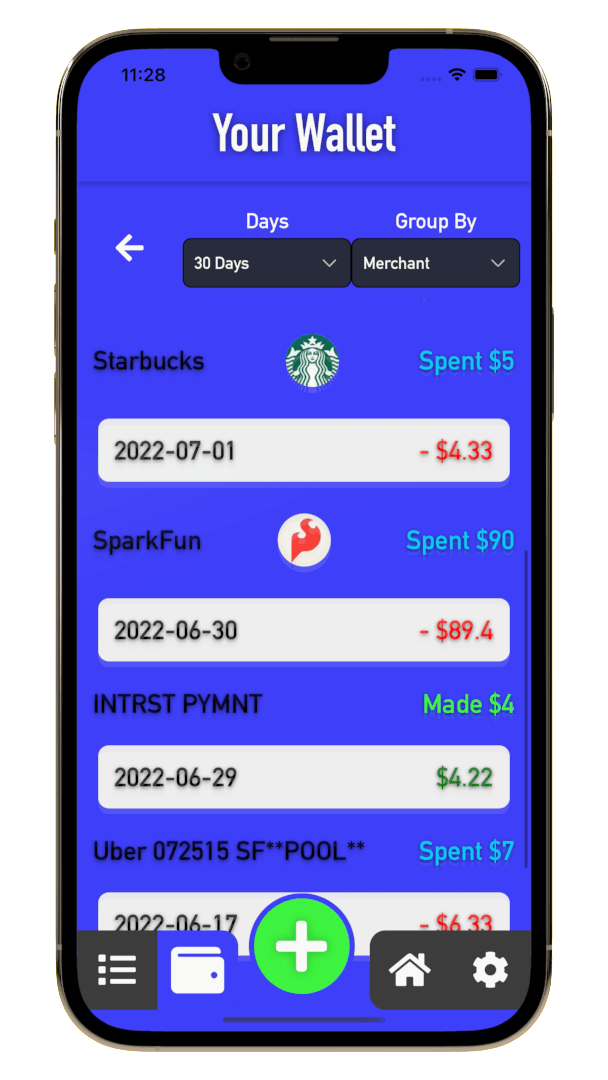 11:28
Your Wallet
Days Group By
30 Days Merchant
Starbucks Spent $5
2022-07-01 - $4.33
SparkFun Spent $90
2022-06-30 - $89.4
INTRST PYMNT Made $4
2022-06-29 $4.22
Uber 072515 SF**POOL** Spent $7
2022-06-17 - $6.33